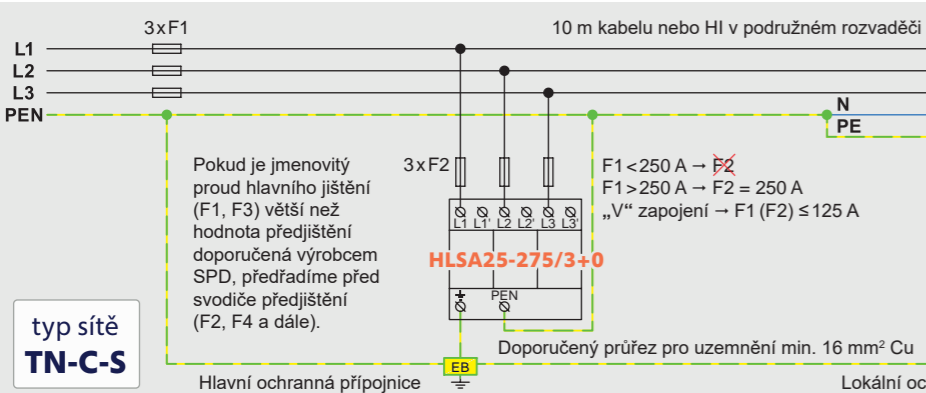 3xF1
10 m kabelu nebo HI v podružném rozvaděči
L1
L2
L3
PEN
N
PE
Pokud je jmenovitý
proud hlavního jištění
(F1, F3) větší než
hodnota předjištění
doporučená výrobcem
SPD, předřadíme před
svodiče předjištění
(F2, F4 a dále).
3xF2
F1<250 A → F2
F1>250 A → F2 = 250 A
„V“ zapojení → F1 (F2) ≤ 125 A
L1 L1' L2 L2' L3 L3'
HLSA25-275/3+0
PEN
typ sítě
TN-C-S
Doporučený průřez pro uzemnění min. 16 mm² Cu
EB
Hlavní ochranná přípojnice
Lokální oc